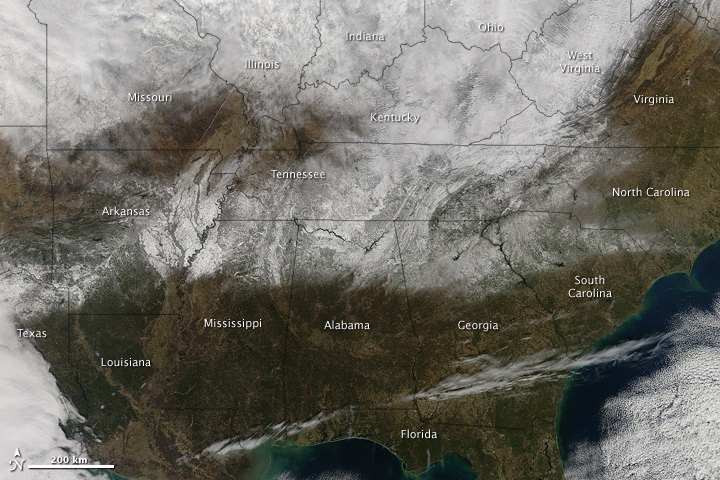 Ohio
Indiana
Illinois
West
Virginia
Missouri
Virginia
Kentucky
Tennessee
North Carolina
Arkansas
South
Carolina
Texas
Mississippi
Alabama
Georgia
Louisiana
Florida
N
200 km